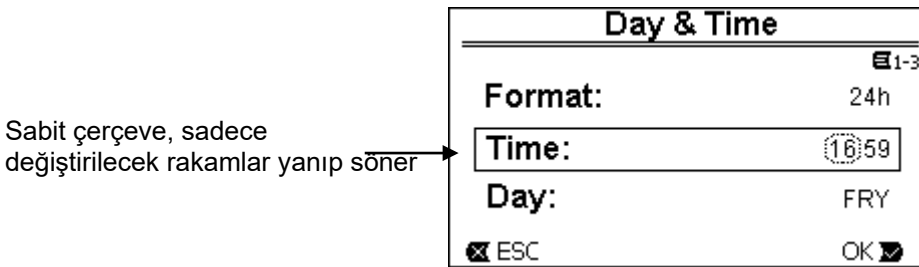 Day & Time
1-3
Format: 24h
Sabit çerçeve, sadece
değiştirilecek rakamlar yanıp söner
Time: 16:59
Day: FRY
ESC OK